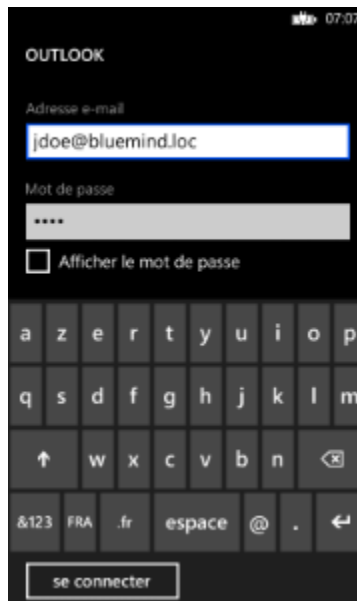 07:07
OUTLOOK
Adresse e-mail
jdoe@bluemind.loc
Mot de passe
••••
Afficher le mot de passe
a z e r t y u i o p
q s d f g h j k l m
w x c v b n
&123 FRA .fr espace @ .
se connecter